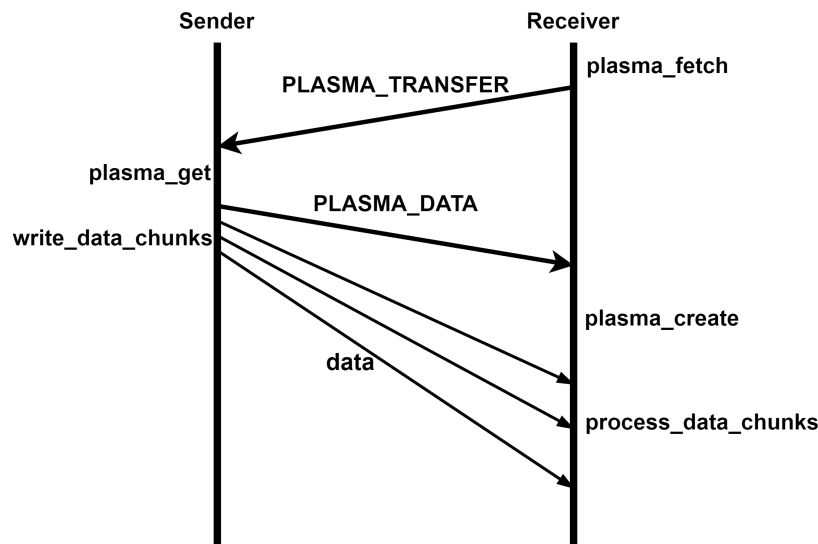 Sender
Receiver
plasma_fetch
PLASMA_TRANSFER
plasma_get
PLASMA_DATA
write_data_chunks
plasma_create
data
process_data_chunks